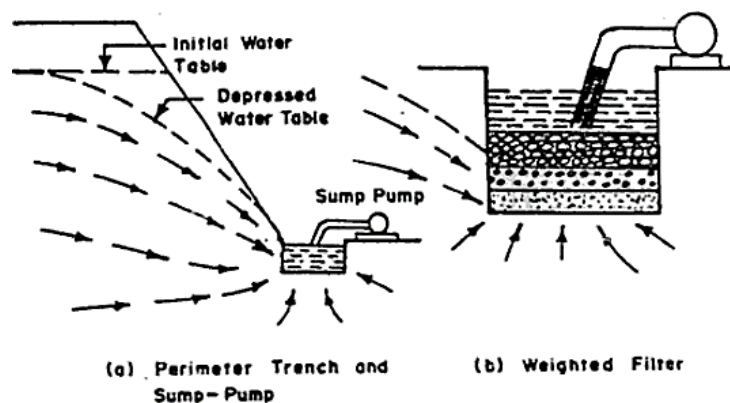 Initial Water
Table
Depressed
Water Table
Sump Pump
(a) Perimeter Trench and
Sump-Pump
(b) Weighted Filter